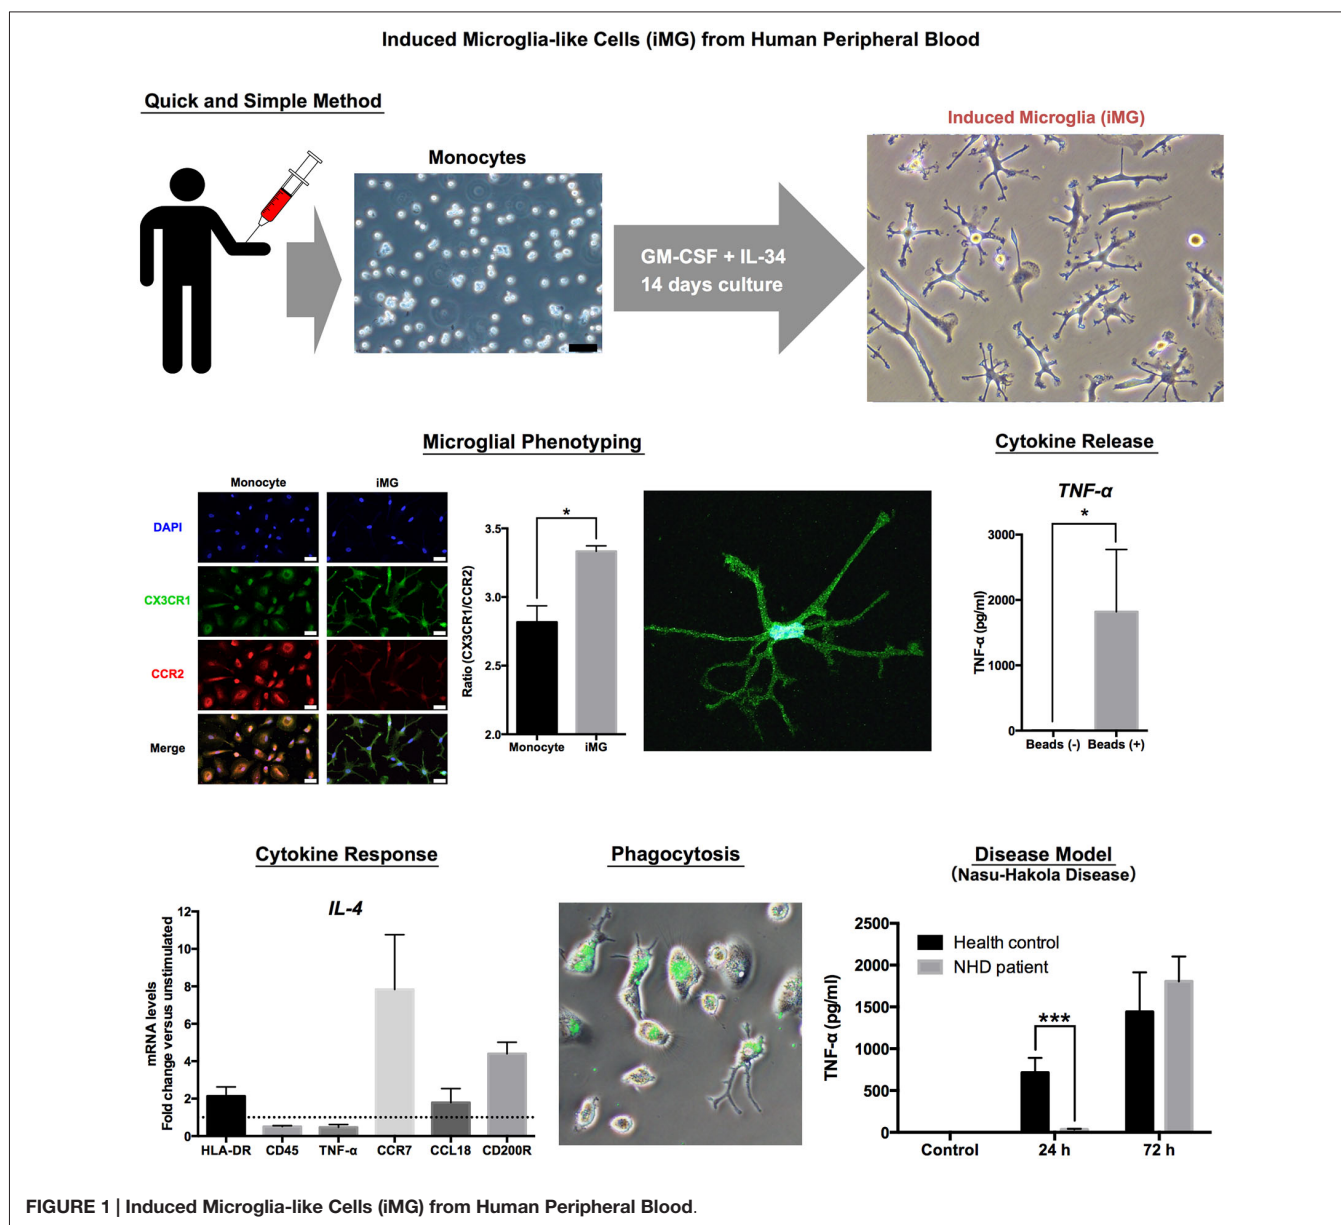 Induced Microglia-like Cells (iMG) from Human Peripheral Blood
Quick and Simple Method
Monocytes
GM-CSF + IL-34
14 days culture
Induced Microglia (iMG)
Microglial Phenotyping
Monocyte
iMG
DAPI
CX3CR1
CCR2
Merge
Ratio (CX3CR1/CCR2)
3.5
3.0
2.5
2.0
*
Monocyte
iMG
Cytokine Release
TNF-α
*
TNF-α (pg/ml)
3000
2000
1000
0
Beads (-)
Beads (+)
Cytokine Response
IL-4
mRNA levels
Fold change versus unstimulated
12
10
8
6
4
2
0
HLA-DR
CD45
TNF-α
CCR7
CCL18
CD200R
Phagocytosis
Disease Model
(Nasu-Hakola Disease)
TNF-α (pg/ml)
2500
2000
1500
1000
500
0
Health control
NHD patient
***
Control
24 h
72 h
FIGURE 1 | Induced Microglia-like Cells (iMG) from Human Peripheral Blood.